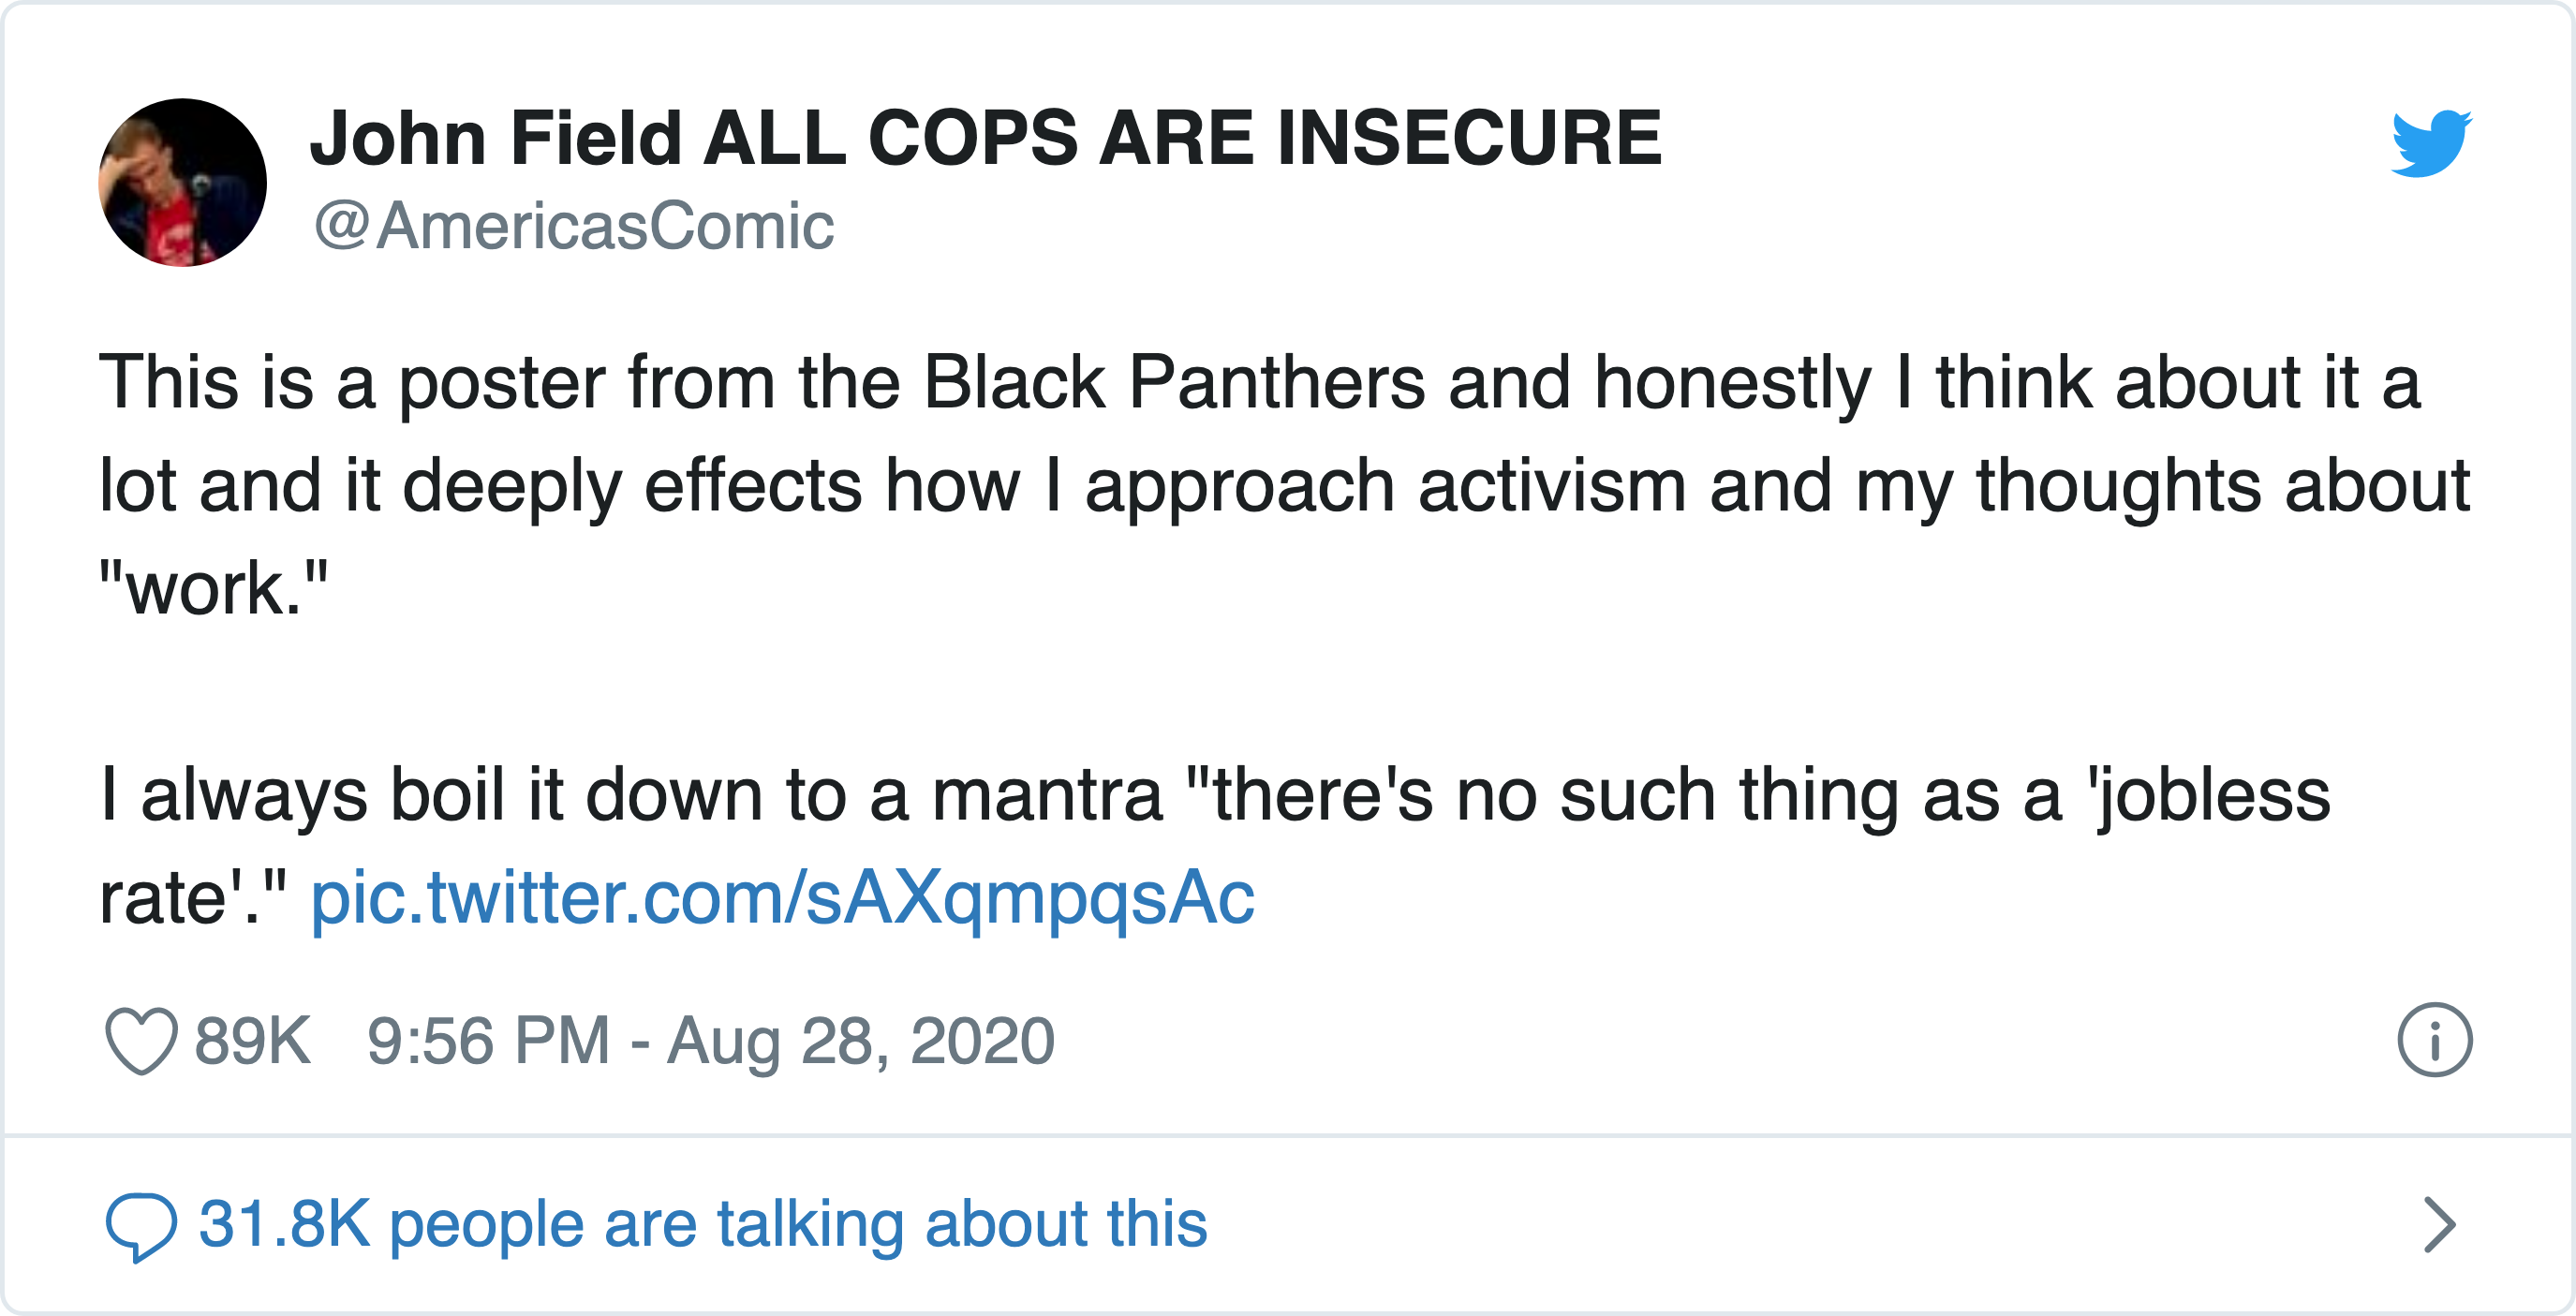 John Field ALL COPS ARE INSECURE
@AmericasComic
This is a poster from the Black Panthers and honestly I think about it a
lot and it deeply effects how I approach activism and my thoughts about
"work."
I always boil it down to a mantra "there's no such thing as a 'jobless
rate'." pic.twitter.com/sAXqmpqsAc
89K 9:56 PM - Aug 28, 2020
31.8K people are talking about this